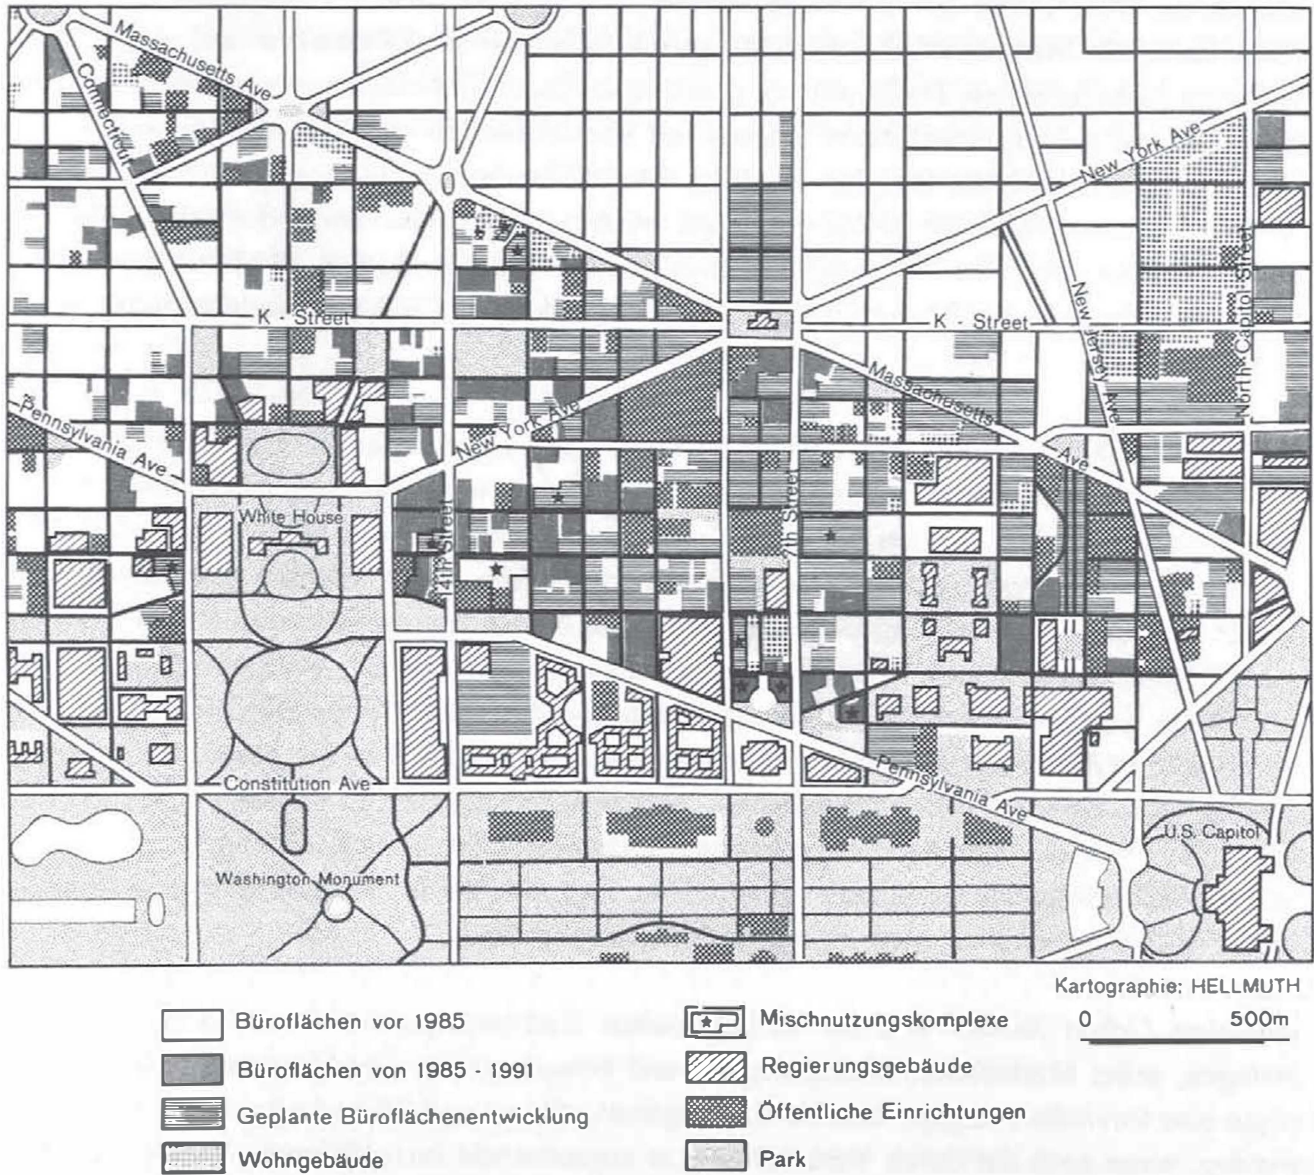 Massachusetts Ave
Connecticut
New York Ave
North Capitol Street
K - Street
K - Street
New Jersey Ave
Massachusetts Ave
Pennsylvania Ave
New York Ave
7th Street
14th Street
White House
Constitution Ave
Pennsylvania Ave
U.S. Capitol
Washington Monument
Kartographie: HELLMUTH
0 500m
Büroflächen vor 1985
Büroflächen von 1985 - 1991
Geplante Büroflächenentwicklung
Wohngebäude
Mischnutzungskomplexe
Regierungsgebäude
Öffentliche Einrichtungen
Park